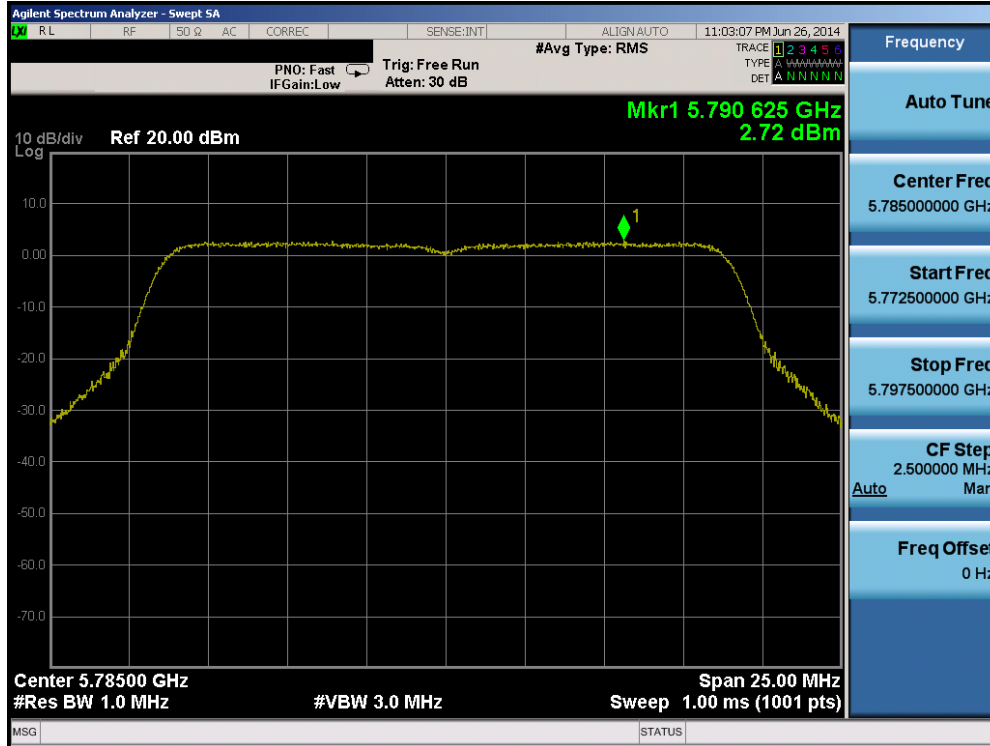 Agilent Spectrum Analyzer - Swept SA
LXI RL RF 50 Ω AC CORREC SENSE:INT ALIGN AUTO 11:03:07 PM Jun 26, 2014
#Avg Type: RMS TRACE 1 2 3 4 5 6
PNO: Fast Trig: Free Run TYPE A WWWWW
IFGain:Low Atten: 30 dB DET A N N N N N
Mkr1 5.790 625 GHz
10 dB/div Ref 20.00 dBm 2.72 dBm
Log
10.0
1
0.00
-10.0
-20.0
-30.0
-40.0
-50.0
-60.0
-70.0
Center 5.78500 GHz Span 25.00 MHz
#Res BW 1.0 MHz #VBW 3.0 MHz Sweep 1.00 ms (1001 pts)
MSG STATUS
Frequency
Auto Tune
Center Freq
5.785000000 GHz
Start Freq
5.772500000 GHz
Stop Freq
5.797500000 GHz
CF Step
2.500000 MHz
Auto Man
Freq Offset
0 Hz